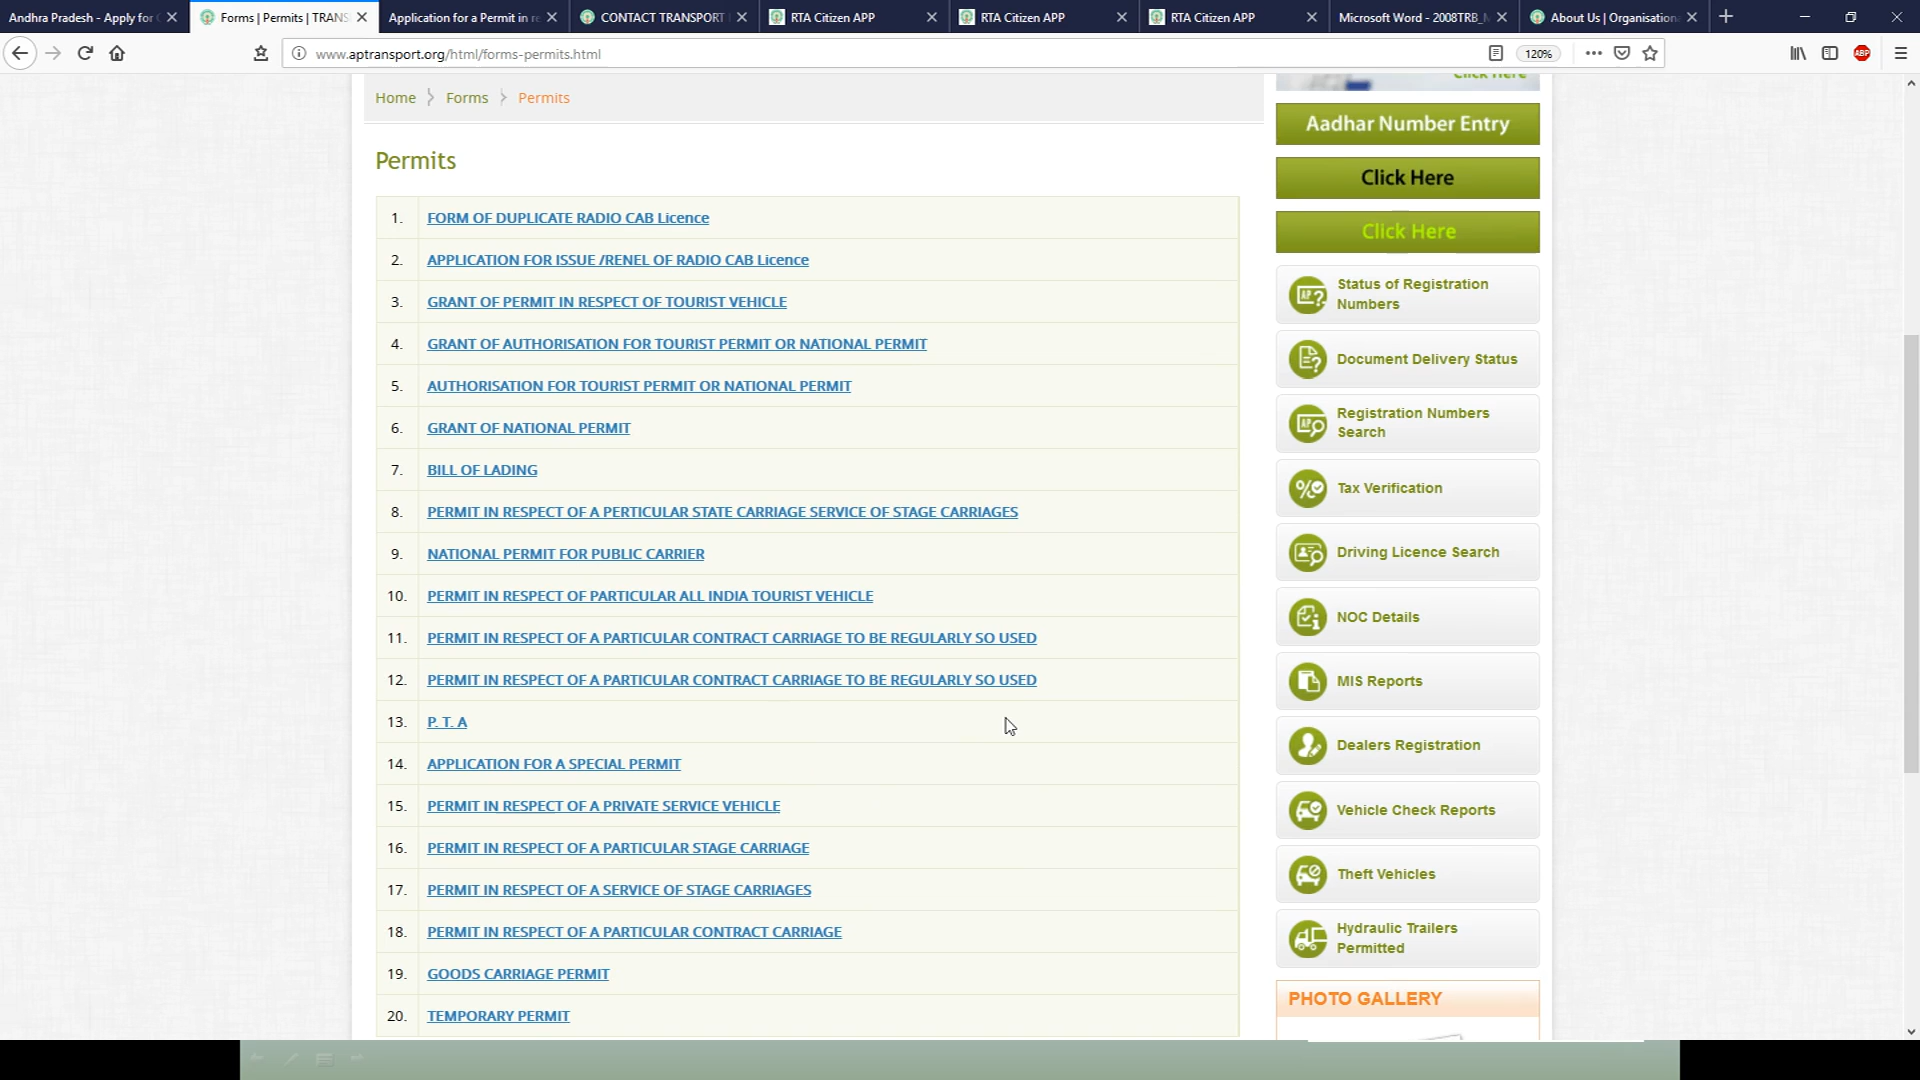 Andhra Pradesh - Apply for
Forms | Permits | TRANS
Application for a Permit in re
CONTACT TRANSPORT
RTA Citizen APP
RTA Citizen APP
RTA Citizen APP
Microsoft Word - 2008TRB_
About Us | Organisation
www.aptransport.org/html/forms-permits.html
120%
ABP
Click Here
Home
Forms
Permits
Aadhar Number Entry
Permits
Click Here
Click Here
1. FORM OF DUPLICATE RADIO CAB Licence
2. APPLICATION FOR ISSUE /RENEL OF RADIO CAB Licence
3. GRANT OF PERMIT IN RESPECT OF TOURIST VEHICLE
4. GRANT OF AUTHORISATION FOR TOURIST PERMIT OR NATIONAL PERMIT
5. AUTHORISATION FOR TOURIST PERMIT OR NATIONAL PERMIT
6. GRANT OF NATIONAL PERMIT
7. BILL OF LADING
8. PERMIT IN RESPECT OF A PERTICULAR STATE CARRIAGE SERVICE OF STAGE CARRIAGES
9. NATIONAL PERMIT FOR PUBLIC CARRIER
10. PERMIT IN RESPECT OF PARTICULAR ALL INDIA TOURIST VEHICLE
11. PERMIT IN RESPECT OF A PARTICULAR CONTRACT CARRIAGE TO BE REGULARLY SO USED
12. PERMIT IN RESPECT OF A PARTICULAR CONTRACT CARRIAGE TO BE REGULARLY SO USED
13. P. T. A
14. APPLICATION FOR A SPECIAL PERMIT
15. PERMIT IN RESPECT OF A PRIVATE SERVICE VEHICLE
16. PERMIT IN RESPECT OF A PARTICULAR STAGE CARRIAGE
17. PERMIT IN RESPECT OF A SERVICE OF STAGE CARRIAGES
18. PERMIT IN RESPECT OF A PARTICULAR CONTRACT CARRIAGE
19. GOODS CARRIAGE PERMIT
20. TEMPORARY PERMIT
Status of Registration
Numbers
Document Delivery Status
Registration Numbers
Search
Tax Verification
Driving Licence Search
NOC Details
MIS Reports
Dealers Registration
Vehicle Check Reports
Theft Vehicles
Hydraulic Trailers
Permitted
PHOTO GALLERY